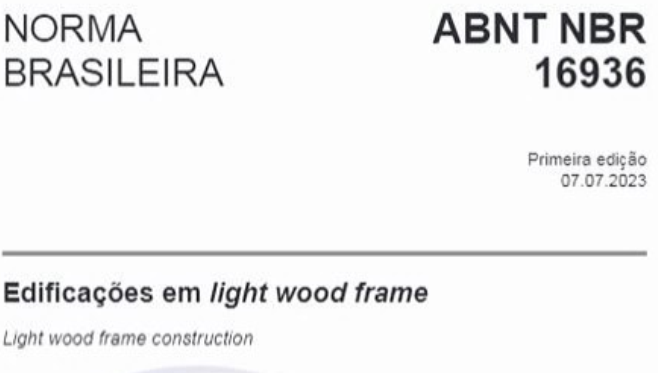 NORMA
BRASILEIRA
ABNT NBR
16936
Primeira edição
07.07.2023
Edificações em light wood frame
Light wood frame construction